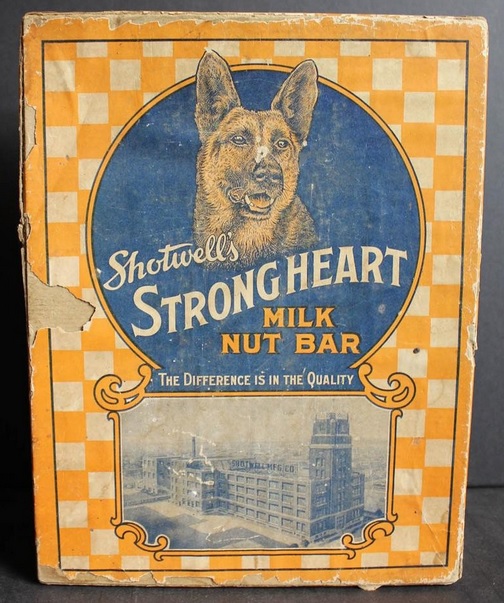 Shotwell's
STRONGHEART
MILK
NUT BAR
THE DIFFERENCE IS IN THE QUALITY
SHOTWELL MFG. CO.